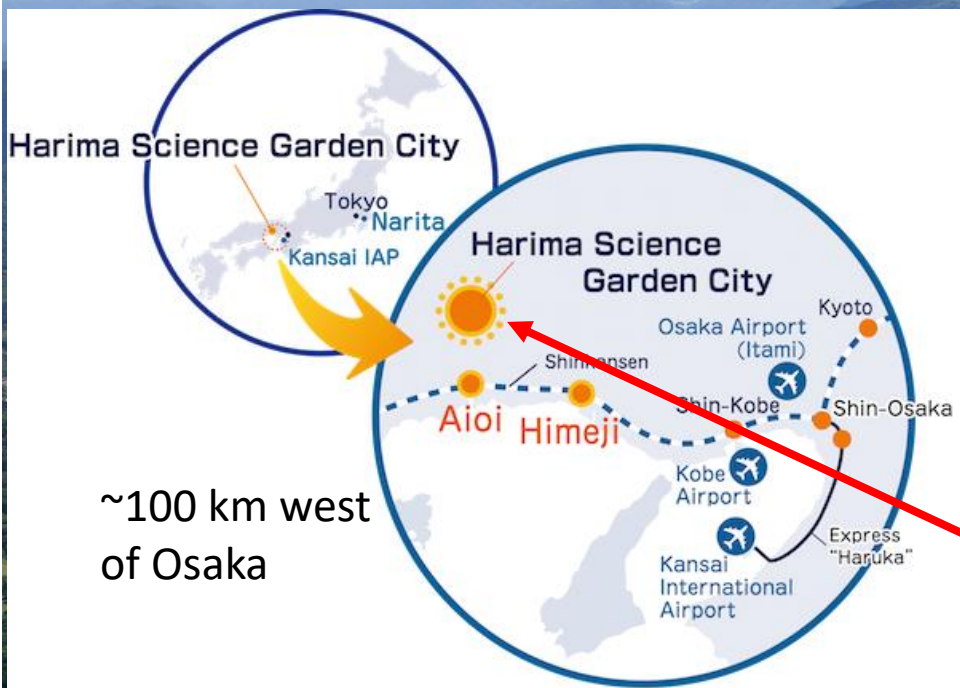 Harima Science Garden City
Tokyo
Narita
Kansai IAP
Harima Science
Garden City
Kyoto
Osaka Airport
(Itami)
Shinkansen
Aioi
Himeji
Shin-Kobe
Shin-Osaka
Kobe
Airport
Express
"Haruka"
Kansai
International
Airport
~100 km west
of Osaka